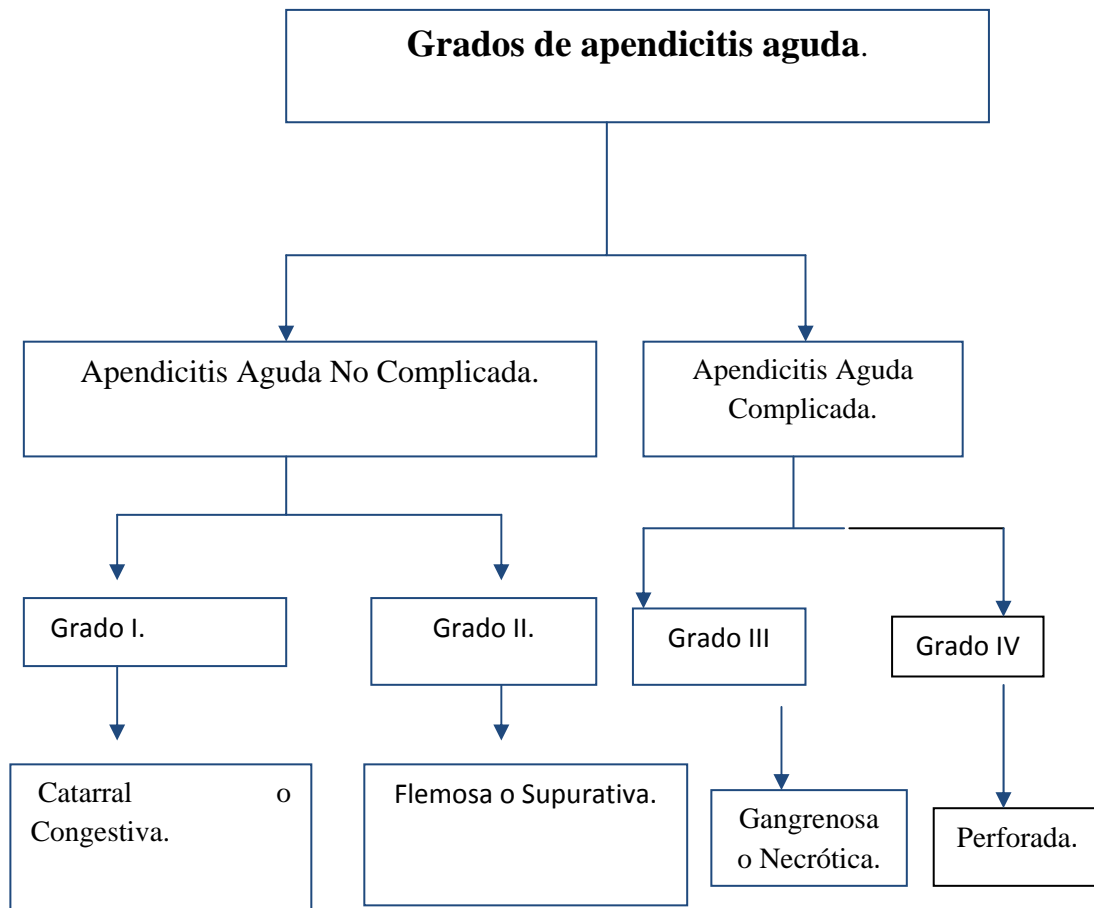 Grados de apendicitis aguda.
Apendicitis Aguda No Complicada.
Apendicitis Aguda
Complicada.
Grado I.
Grado II.
Grado III
Grado IV
Catarral o
Congestiva.
Flemosa o Supurativa.
Gangrenosa
o Necrótica.
Perforada.